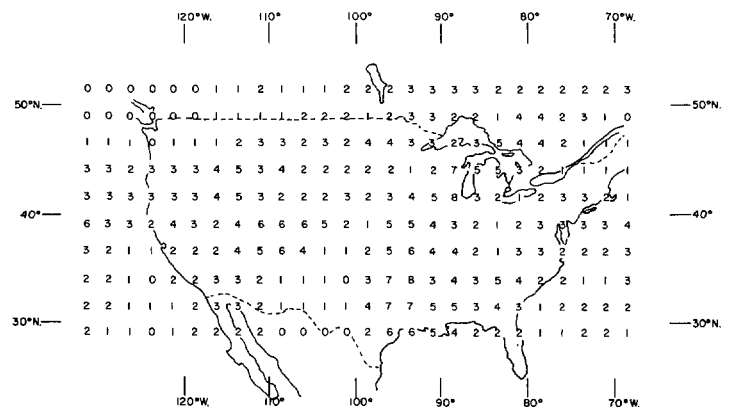 120°W. 110°W. 100°W. 90°W. 80°W. 70°W.
0 0 0 0 0 0 1 1 2 1 1 2 2 2 2 3 3 3 3 2 2 2 2 2 2 3
50°N. 50°N.
0 0 0 0 0 0 1 1 1 1 2 2 2 2 2 3 3 2 2 1 4 4 2 3 1 0
1 1 1 0 1 1 1 2 3 3 2 3 2 4 4 3 3 2 3 5 4 4 2 1 1 1
3 3 2 3 3 3 4 5 3 4 2 2 2 2 2 1 2 7 5 5 3 2 1 1 1
3 3 3 3 3 3 4 5 3 2 2 2 3 2 3 4 5 8 3 2 1 2 3 3 2 1
40° 40°N.
6 3 3 2 4 3 2 4 6 6 6 5 2 1 5 5 4 3 2 1 2 3 3 3 3 4
3 2 1 1 2 2 2 4 5 6 4 1 1 2 5 6 4 4 2 1 3 3 2 2 2 3
2 2 1 0 2 2 3 3 2 1 1 1 0 3 7 8 3 4 3 5 4 2 2 1 1 3
2 2 1 1 1 2 3 3 2 1 1 1 1 4 7 7 5 5 3 4 3 1 2 2 2 2
30°N. 30°N.
2 1 1 0 1 2 2 2 2 0 0 0 0 2 6 6 5 4 2 2 2 1 1 2 1 2
120°W. 110°W. 100°W. 90°W. 80°W. 70°W.